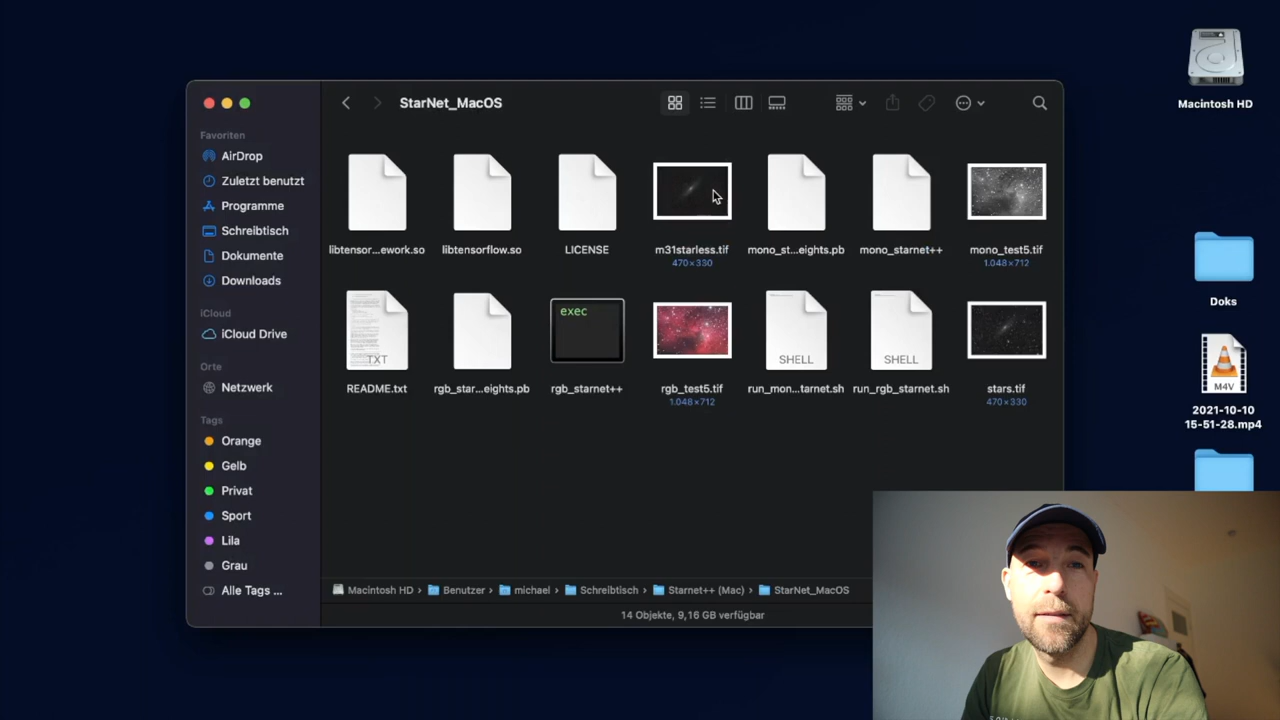 StarNet_MacOS
Macintosh HD
Favoriten
AirDrop
Zuletzt benutzt
Programme
Schreibtisch
Dokumente
Downloads
iCloud
iCloud Drive
Orte
Netzwerk
Tags
Orange
Gelb
Privat
Sport
Lila
Grau
Alle Tags ...
libtensor...ework.so
libtensorflow.so
LICENSE
m31starless.tif
470×330
mono_st...eights.pb
mono_starnet++
mono_test5.tif
1.048×712
TXT
README.txt
rgb_star...eights.pb
exec
rgb_starnet++
rgb_test5.tif
1.048×712
SHELL
run_mon...tarnet.sh
SHELL
run_rgb_starnet.sh
stars.tif
470×330
Doks
M4V
2021-10-10
15-51-28.mp4
Macintosh HD › Benutzer › michael › Schreibtisch › Starnet++ (Mac) › StarNet_MacOS
14 Objekte, 9,16 GB verfügbar